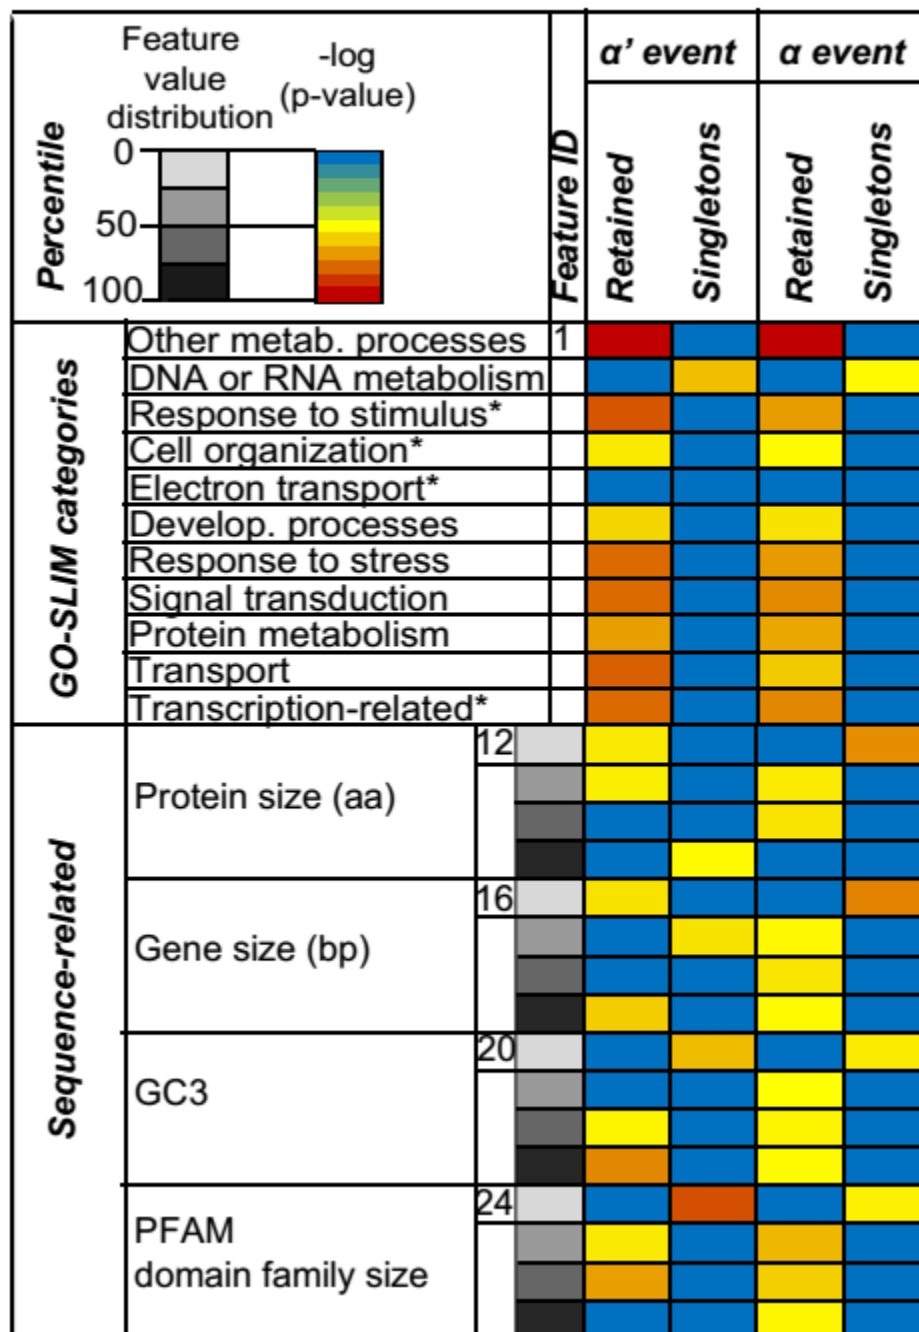 Feature
value
distribution
-log
(p-value)
Percentile
0
50
100
Feature ID
α’ event
α event
Retained
Singletons
Retained
Singletons
GO-SLIM categories
Other metab. processes
1
DNA or RNA metabolism
Response to stimulus*
Cell organization*
Electron transport*
Develop. processes
Response to stress
Signal transduction
Protein metabolism
Transport
Transcription-related*
Sequence-related
Protein size (aa)
12
Gene size (bp)
16
GC3
20
PFAM
domain family size
24